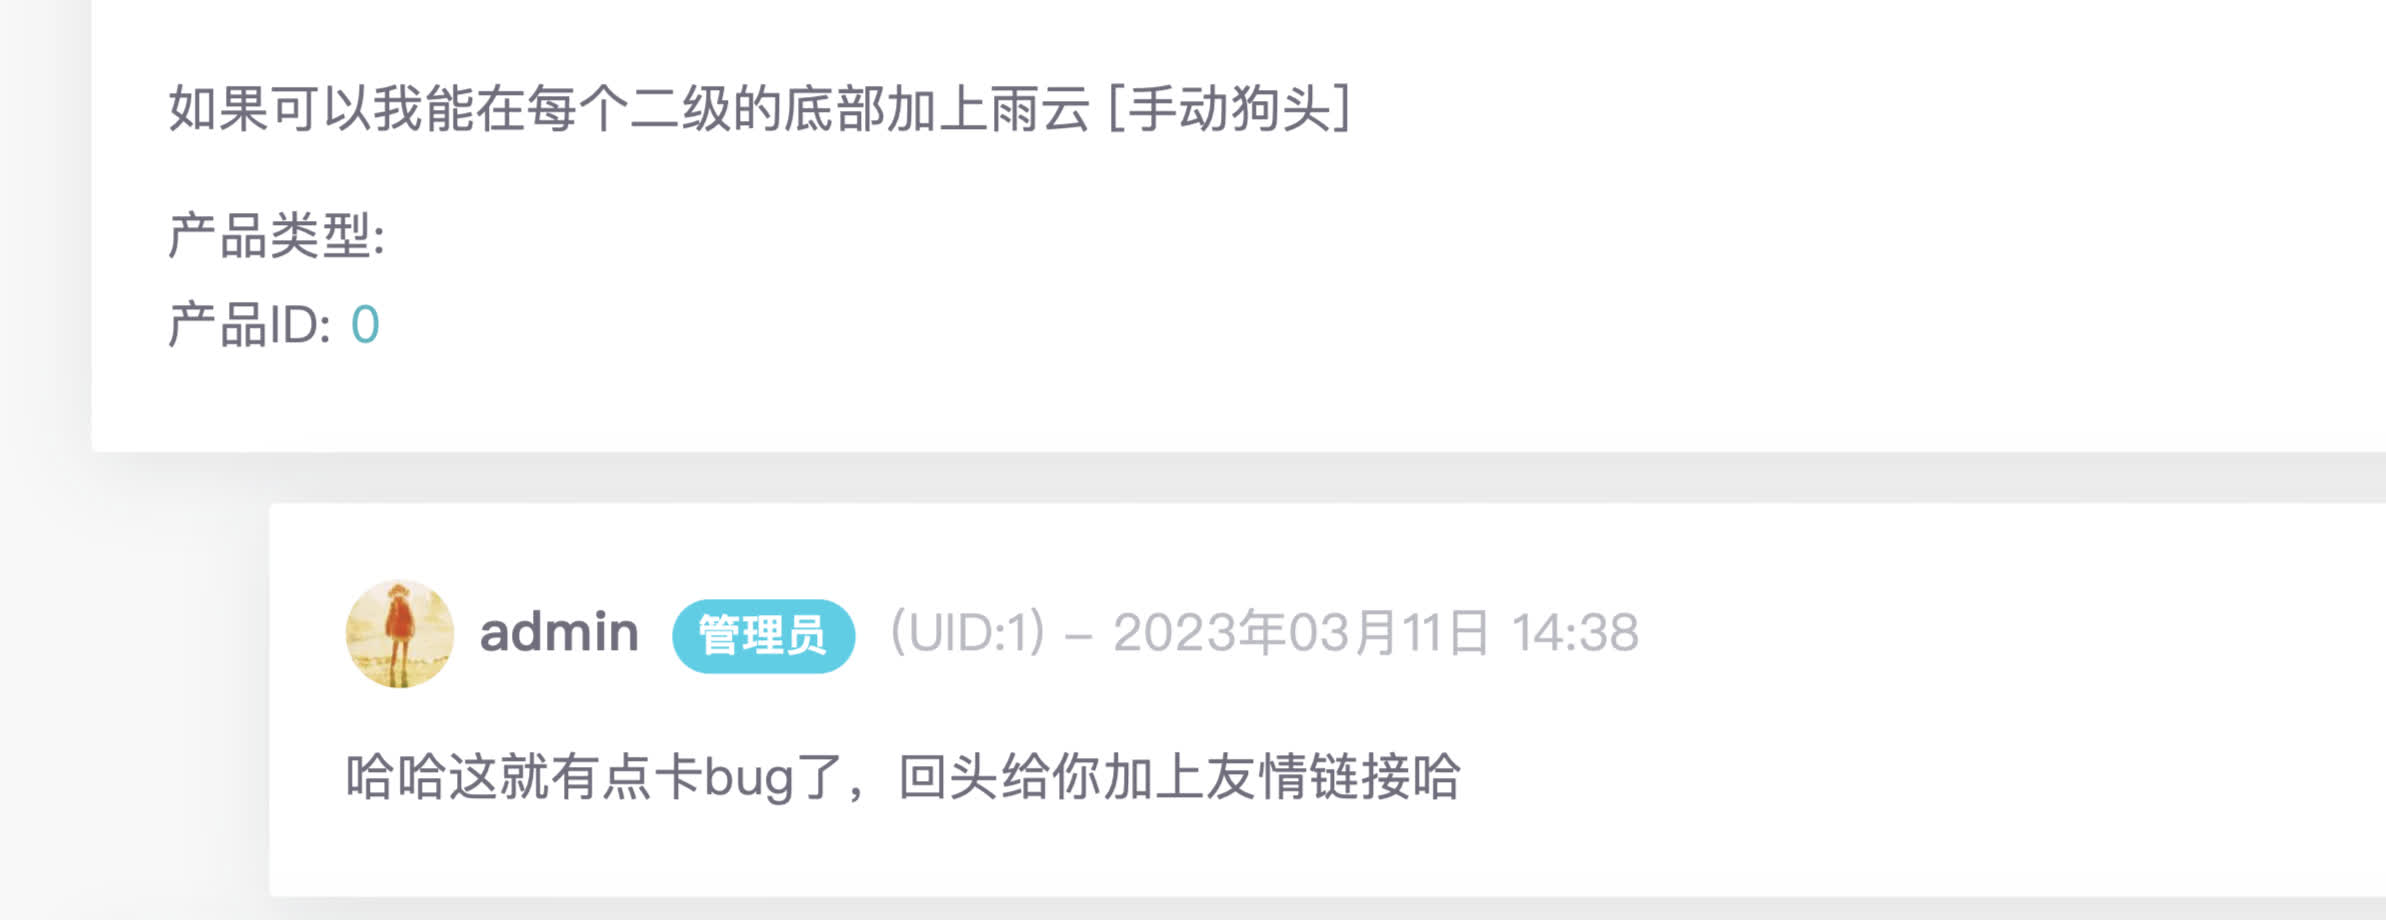 如果可以我能在每个二级的底部加上雨云 [手动狗头]
产品类型:
产品ID: 0
admin 管理员 (UID:1) – 2023年03月11日 14:38
哈哈这就有点卡bug了，回头给你加上友情链接哈